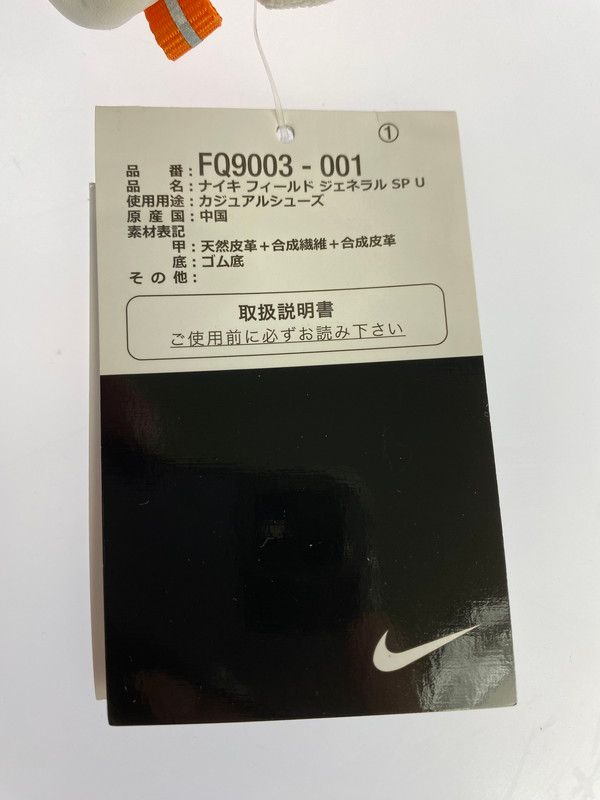 ①
品番：FQ9003 - 001
品名：ナイキ フィールド ジェネラル SP U
使用用途：カジュアルシューズ
原産国：中国
素材表記
甲：天然皮革＋合成繊維＋合成皮革
底：ゴム底
その他：
取扱説明書
ご使用前に必ずお読み下さい